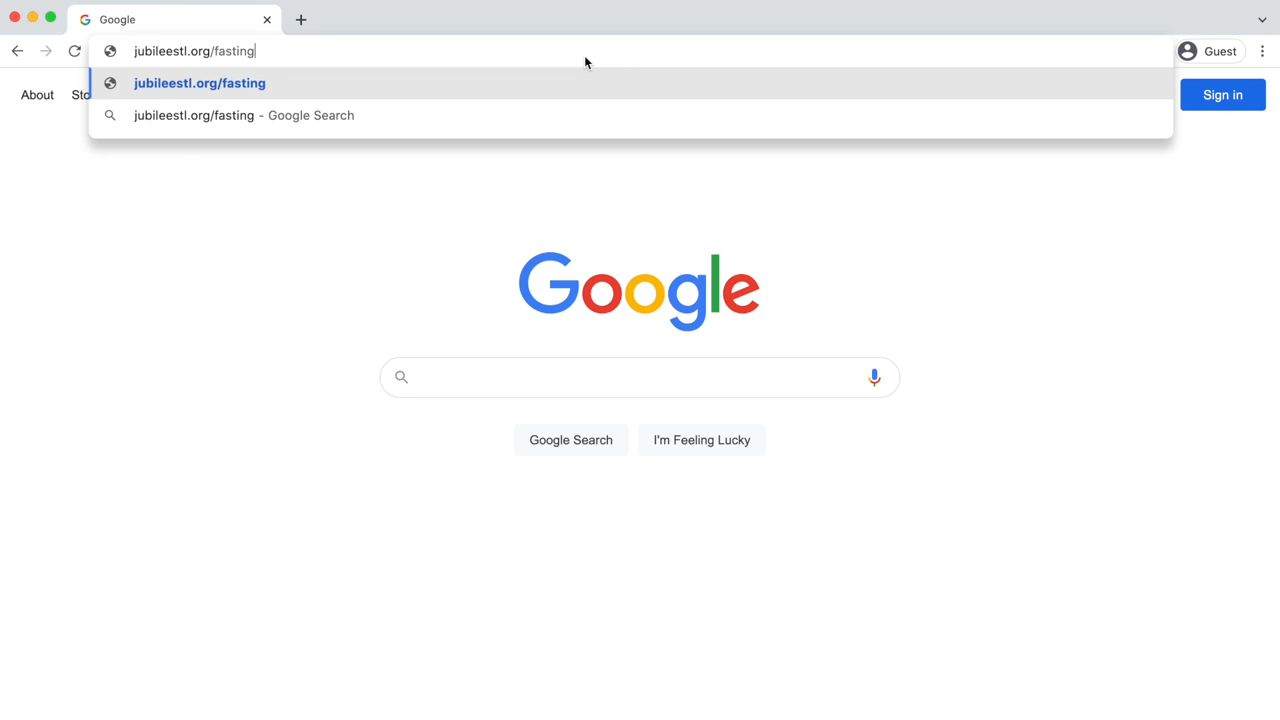 Google
jubileestl.org/fasting
Guest
jubileestl.org/fasting
jubileestl.org/fasting - Google Search
About
Sign in
Google
Google Search
I'm Feeling Lucky